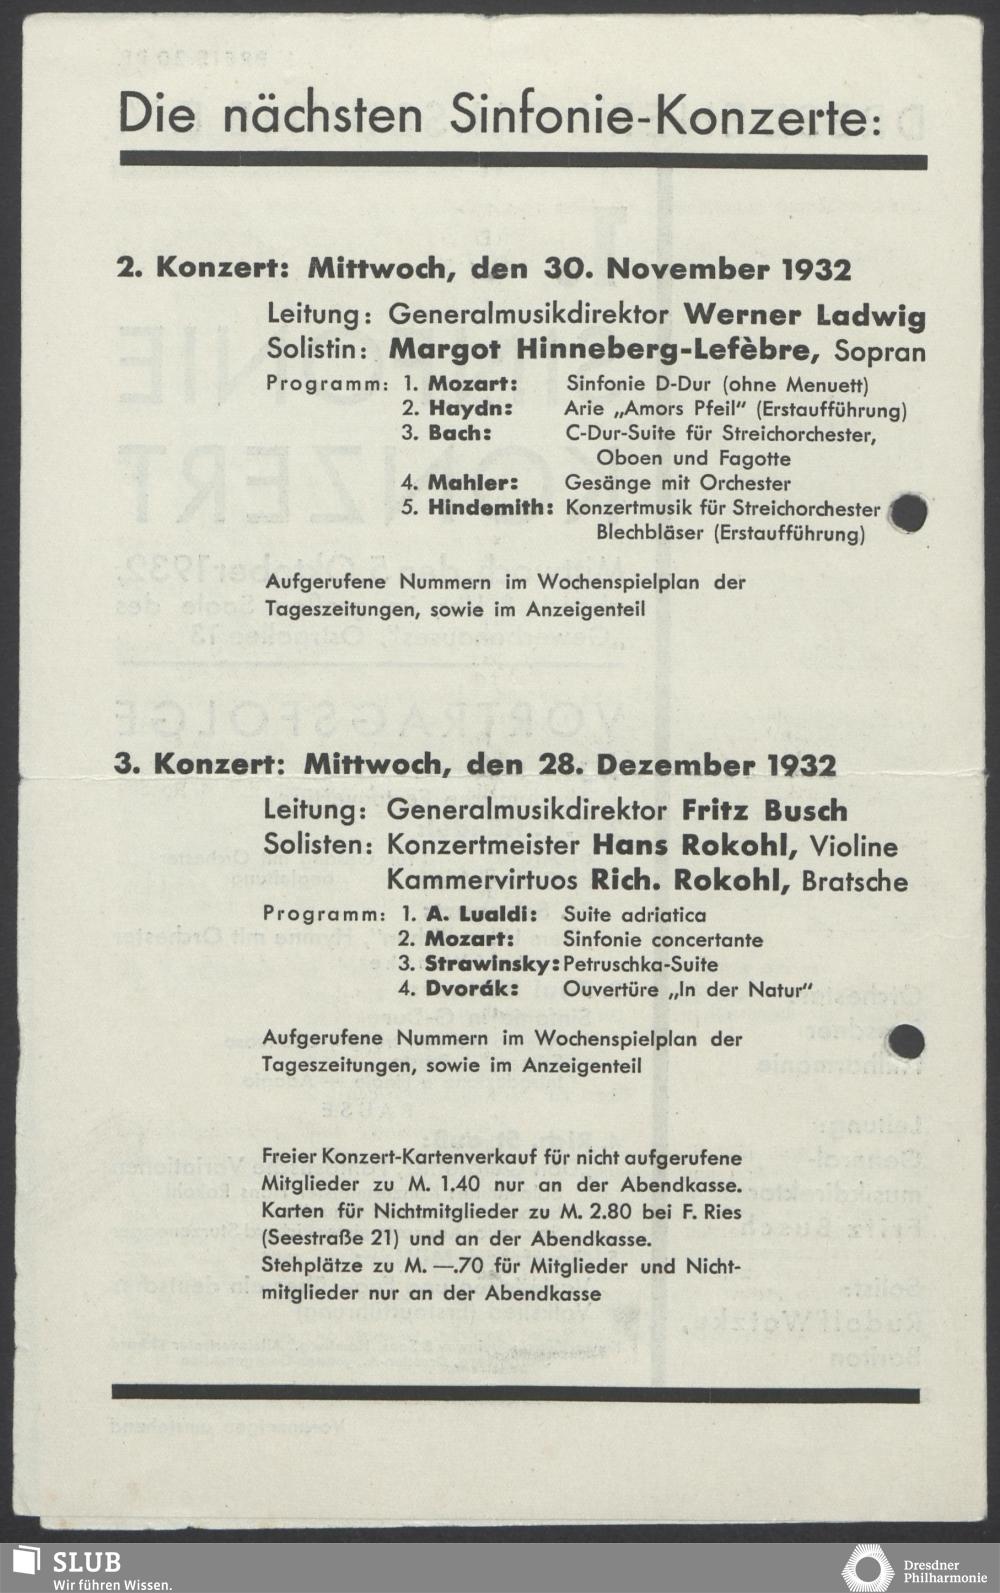 Die nächsten Sinfonie-Konzerte:
2. Konzert: Mittwoch, den 30. November 1932
Leitung: Generalmusikdirektor Werner Ladwig
Solistin: Margot Hinneberg-Lefèbre, Sopran
Programm: 1. Mozart: Sinfonie D-Dur (ohne Menuett)
2. Haydn: Arie „Amors Pfeil" (Erstaufführung)
3. Bach: C-Dur-Suite für Streichorchester,
Oboen und Fagotte
4. Mahler: Gesänge mit Orchester
5. Hindemith: Konzertmusik für Streichorchester
Blechbläser (Erstaufführung)
Aufgerufene Nummern im Wochenspielplan der
Tageszeitungen, sowie im Anzeigenteil
3. Konzert: Mittwoch, den 28. Dezember 1932
Leitung: Generalmusikdirektor Fritz Busch
Solisten: Konzertmeister Hans Rokohl, Violine
Kammervirtuos Rich. Rokohl, Bratsche
Programm: 1. A. Lualdi: Suite adriatica
2. Mozart: Sinfonie concertante
3. Strawinsky: Petruschka-Suite
4. Dvorák: Ouvertüre „In der Natur"
Aufgerufene Nummern im Wochenspielplan der
Tageszeitungen, sowie im Anzeigenteil
Freier Konzert-Kartenverkauf für nicht aufgerufene
Mitglieder zu M. 1.40 nur an der Abendkasse.
Karten für Nichtmitglieder zu M. 2.80 bei F. Ries
(Seestraße 21) und an der Abendkasse.
Stehplätze zu M. —.70 für Mitglieder und Nicht-
mitglieder nur an der Abendkasse
SLUB
Wir führen Wissen.
Dresdner
Philharmonie